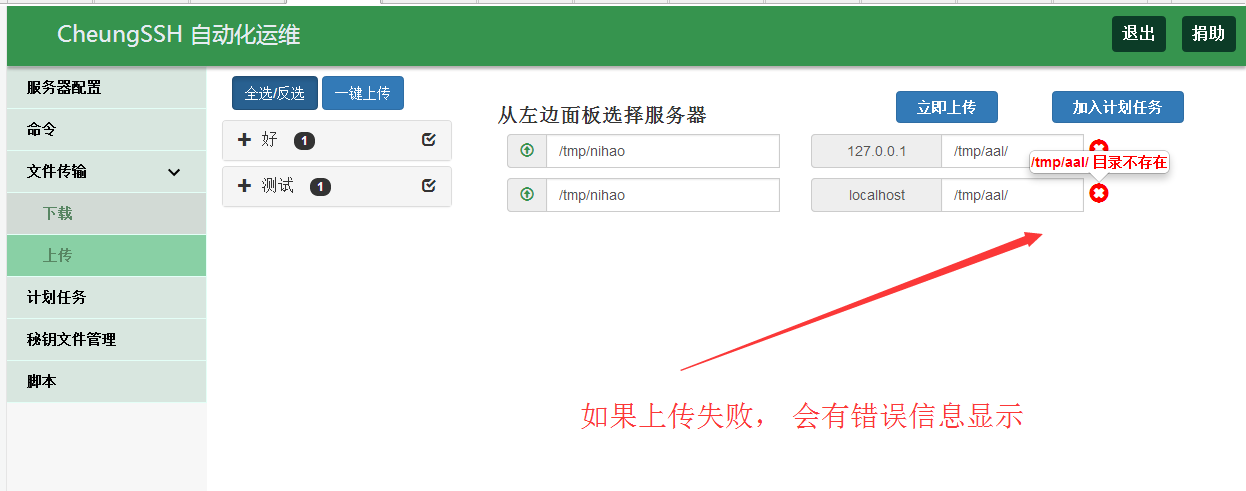 CheungSSH 自动化运维
退出
捐助
服务器配置
命令
文件传输
下载
上传
计划任务
秘钥文件管理
脚本
全选/反选
一键上传
好 1
测试 1
从左边面板选择服务器
立即上传
加入计划任务
/tmp/nihao
127.0.0.1
/tmp/aal/
/tmp/aal/ 目录不存在
/tmp/nihao
localhost
/tmp/aal/
如果上传失败， 会有错误信息显示